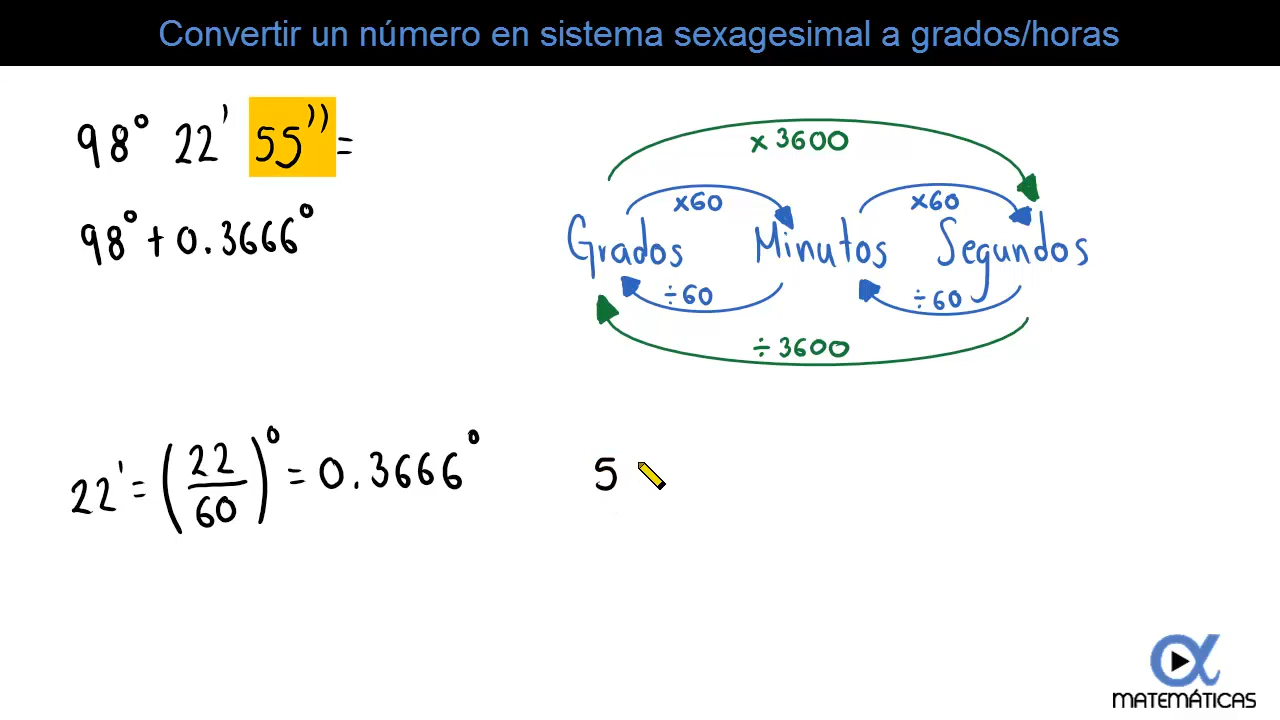 Convertir un número en sistema sexagesimal a grados/horas
98° 22' 55'' =
98° + 0.3666°
x 3600
x60 x60
Grados Minutos Segundos
÷60 ÷60
÷ 3600
22' = (22/60)° = 0.3666°
5
MATEMÁTICAS